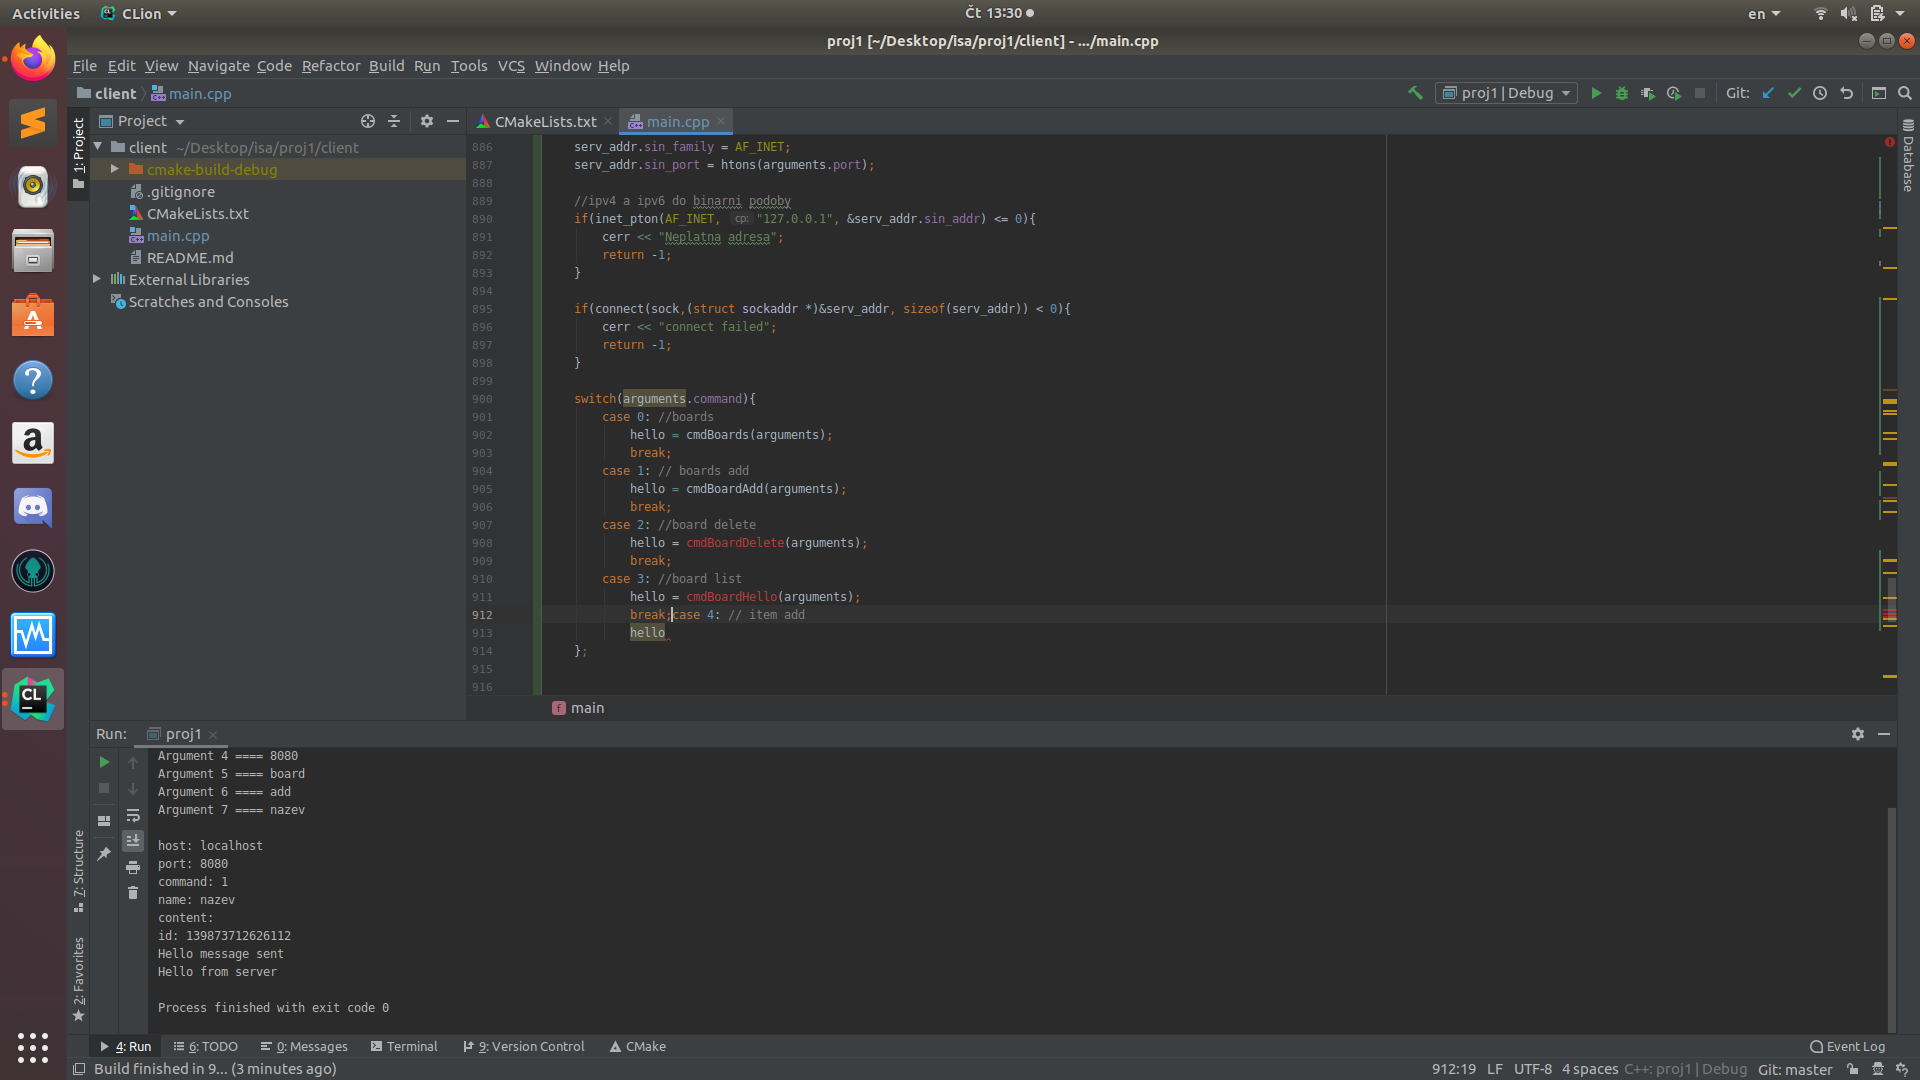 Activities
CLion
Čt 13:30
en
proj1 [~/Desktop/isa/proj1/client] - .../main.cpp
File Edit View Navigate Code Refactor Build Run Tools VCS Window Help
client
main.cpp
proj1 | Debug
Git:
Project
CMakeLists.txt
main.cpp
1: Project
Database
client ~/Desktop/isa/proj1/client
cmake-build-debug
.gitignore
CMakeLists.txt
main.cpp
README.md
External Libraries
Scratches and Consoles
886 serv_addr.sin_family = AF_INET;
887 serv_addr.sin_port = htons(arguments.port);
888
889 //ipv4 a ipv6 do binarni podoby
890 if(inet_pton(AF_INET, cp: "127.0.0.1", &serv_addr.sin_addr) <= 0){
891 cerr << "Neplatna adresa";
892 return -1;
893 }
894
895 if(connect(sock,(struct sockaddr *)&serv_addr, sizeof(serv_addr)) < 0){
896 cerr << "connect failed";
897 return -1;
898 }
899
900 switch(arguments.command){
901 case 0: //boards
902 hello = cmdBoards(arguments);
903 break;
904 case 1: // boards add
905 hello = cmdBoardAdd(arguments);
906 break;
907 case 2: //board delete
908 hello = cmdBoardDelete(arguments);
909 break;
910 case 3: //board list
911 hello = cmdBoardHello(arguments);
912 break;case 4: // item add
913 hello
914 };
915
916
f main
Run: proj1
Argument 4 ==== 8080
Argument 5 ==== board
Argument 6 ==== add
Argument 7 ==== nazev
host: localhost
port: 8080
command: 1
name: nazev
content:
id: 139873712626112
Hello message sent
Hello from server
Process finished with exit code 0
7: Structure
2: Favorites
4: Run
6: TODO
0: Messages
Terminal
9: Version Control
CMake
Event Log
Build finished in 9... (3 minutes ago)
912:19 LF UTF-8 4 spaces C++: proj1 | Debug Git: master